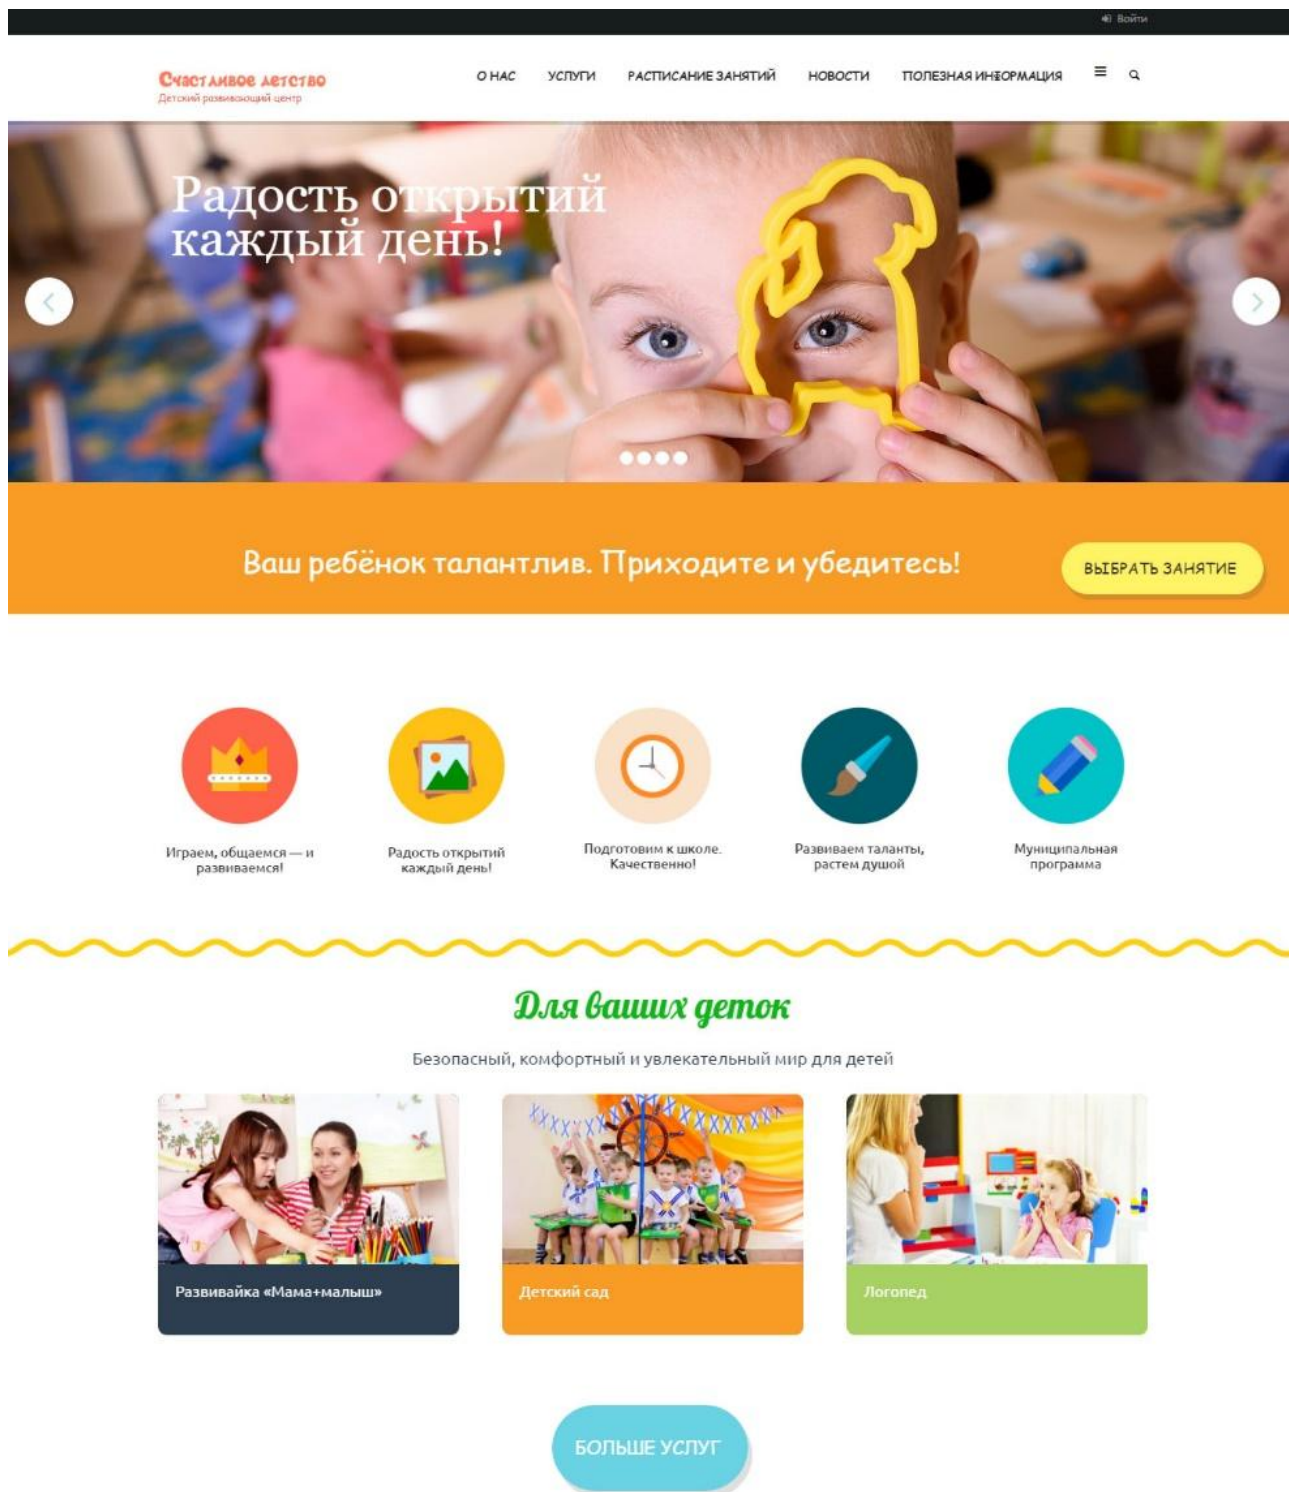 Войти
Счастливое детство
Детский развивающий центр
О НАС УСЛУГИ РАСПИСАНИЕ ЗАНЯТИЙ НОВОСТИ ПОЛЕЗНАЯ ИНФОРМАЦИЯ
Радость открытий
каждый день!
Ваш ребёнок талантлив. Приходите и убедитесь!
ВЫБРАТЬ ЗАНЯТИЕ
Играем, общаемся — и
развиваемся!
Радость открытий
каждый день!
Подготовим к школе.
Качественно!
Развиваем таланты,
растем душой
Муниципальная
программа
Для ваших деток
Безопасный, комфортный и увлекательный мир для детей
Развивайка «Мама+малыш»
Детский сад
Логопед
БОЛЬШЕ УСЛУГ